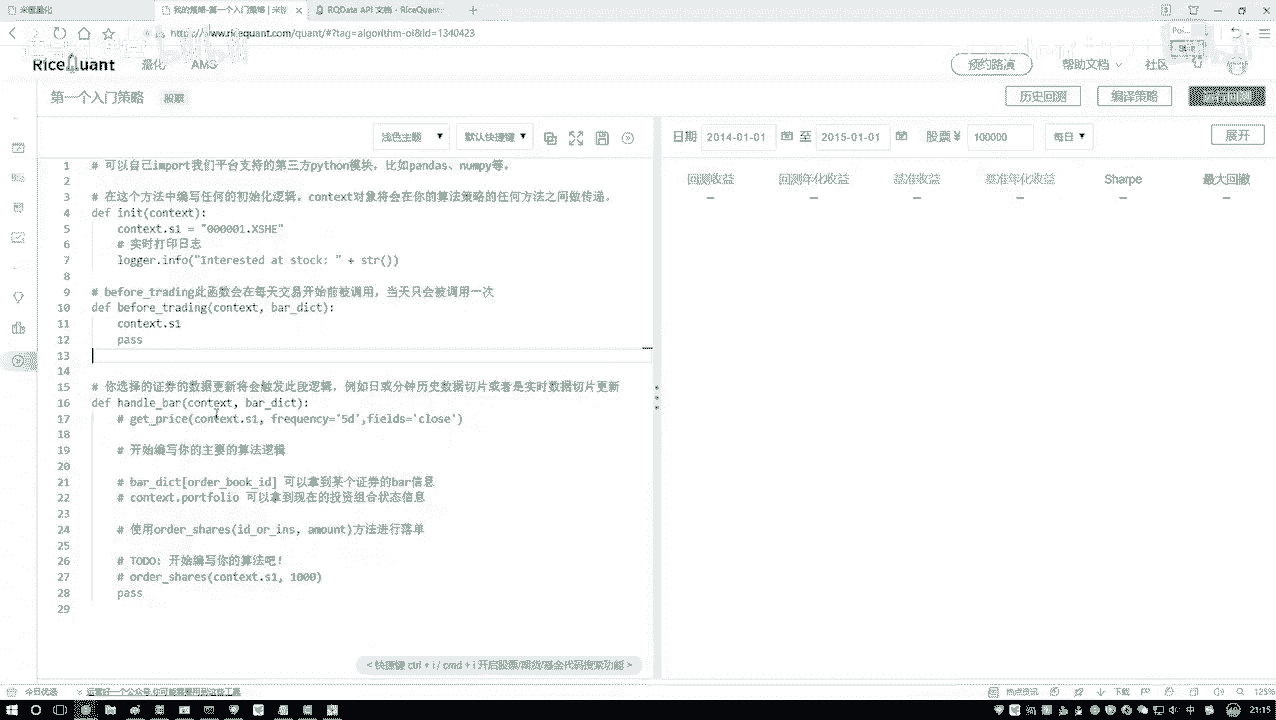 米筐量化
我的策略-第一个入门策略 | 米筐
RQData API 文档 - RiceQuant
http://www.ricequant.com/quant/#?tag=algorithm-oi&id=1340423
RiceQuant
量化
AMS
预约路演
帮助文档
社区
第一个入门策略
股票
历史回测
编译策略
浅色主题
默认快捷键
日期 2014-01-01 至 2015-01-01 股票¥ 100000 每日
展开
回测收益 回测年化收益 基准收益 基准年化收益 Sharpe 最大回撤
1 # 可以自己import我们平台支持的第三方python模块，比如pandas、numpy等。
2
3 # 在这个方法中编写任何的初始化逻辑。context对象将会在你的算法策略的任何方法之间做传递。
4 def init(context):
5 context.s1 = "000001.XSHE"
6 # 实时打印日志
7 logger.info("Interested at stock: " + str())
8
9 # before_trading此函数会在每天交易开始前被调用，当天只会被调用一次
10 def before_trading(context, bar_dict):
11 context.s1
12 pass
13
14
15 # 你选择的证券的数据更新将会触发此段逻辑，例如日或分钟历史数据切片或者是实时数据切片更新
16 def handle_bar(context, bar_dict):
17 # get_price(context.s1, frequency='5d',fields='close')
18
19 # 开始编写你的主要的算法逻辑
20
21 # bar_dict[order_book_id] 可以拿到某个证券的bar信息
22 # context.portfolio 可以拿到现在的投资组合状态信息
23
24 # 使用order_shares(id_or_ins, amount)方法进行落单
25
26 # TODO: 开始编写你的算法吧！
27 # order_shares(context.s1, 1000)
28 pass
29
< 快捷键 ctrl + i / cmd + i 开启股票/期货/基金代码搜索功能 >
今日优选
热点资讯
下载
125%
21:15